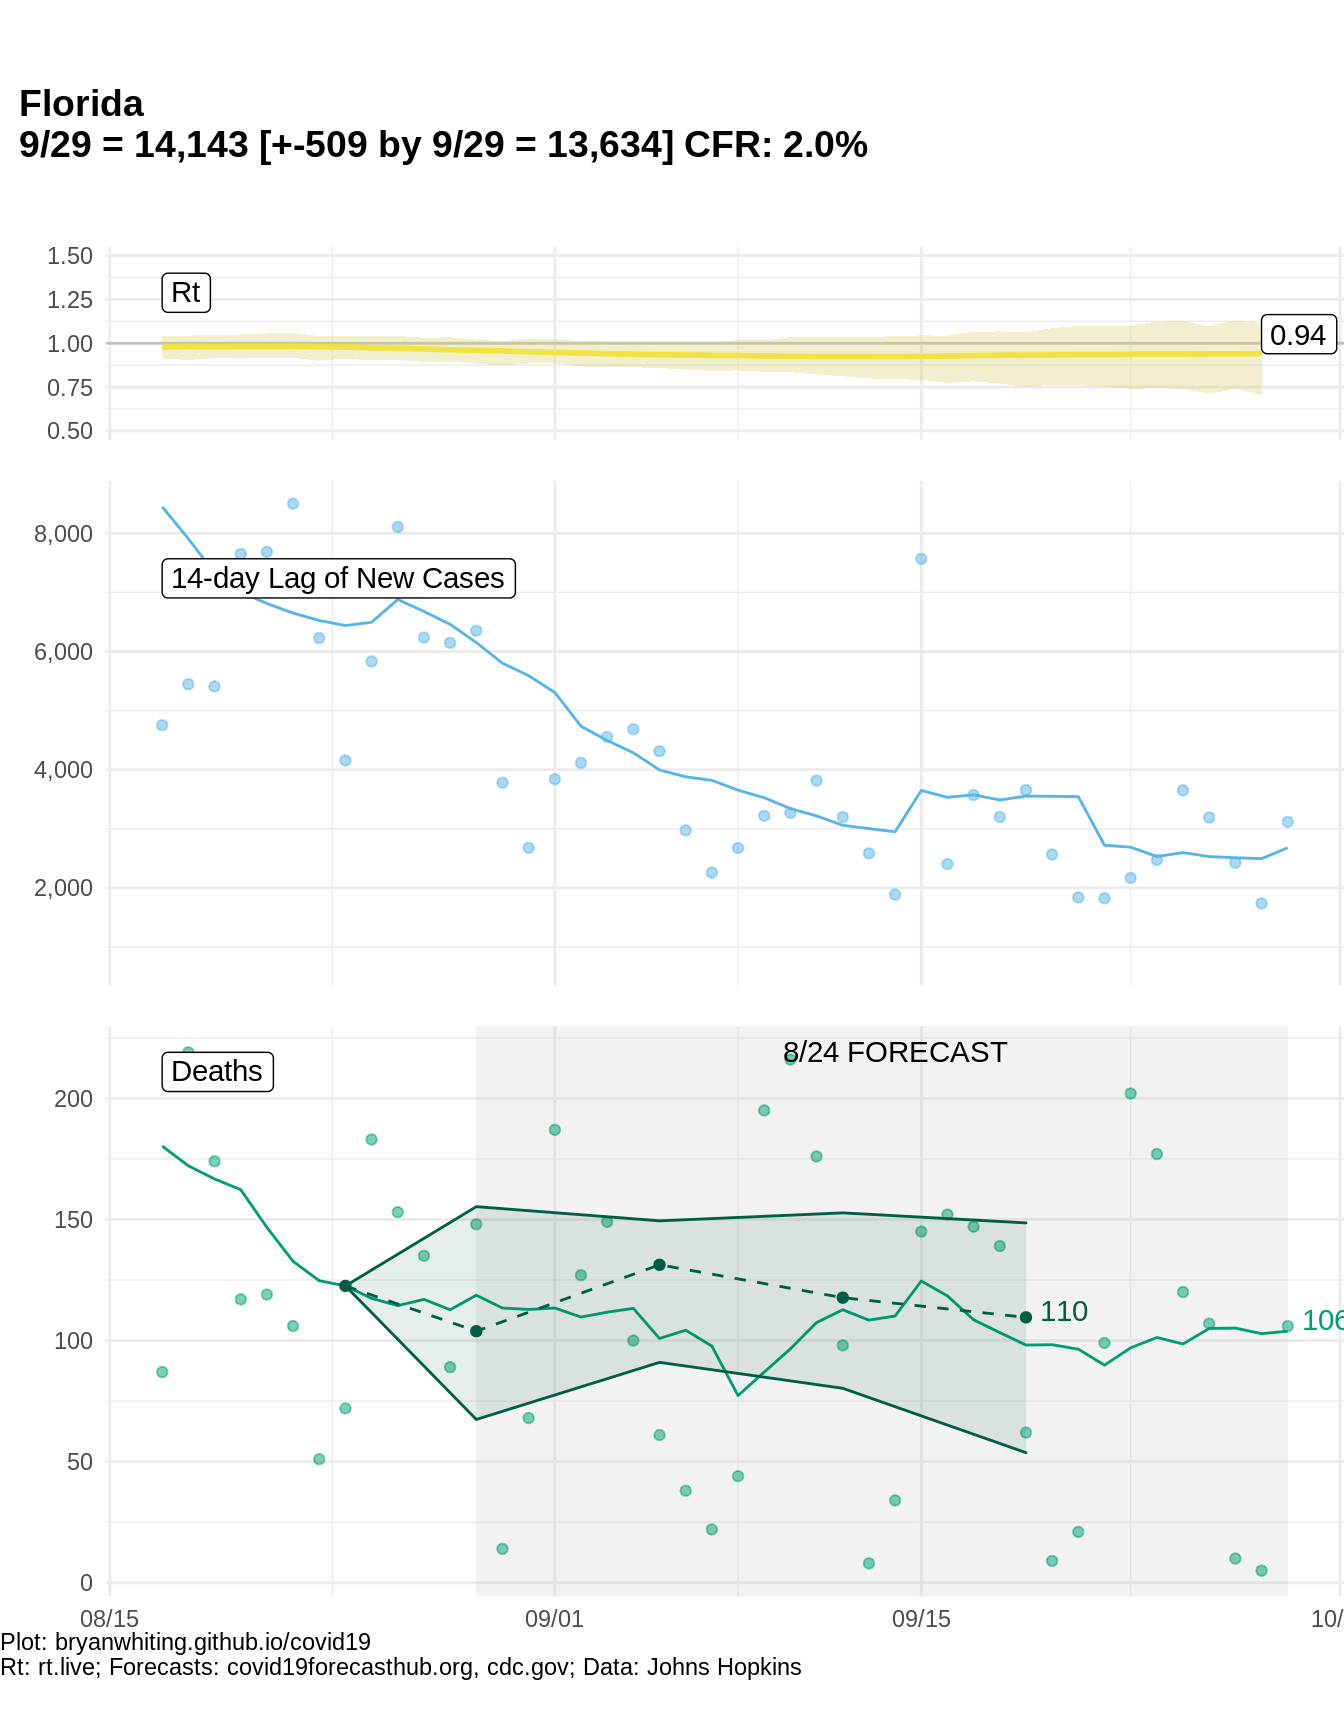 Florida
9/29 = 14,143 [+-509 by 9/29 = 13,634] CFR: 2.0%
1.50
1.25
1.00
0.75
0.50
Rt
0.94
8,000
6,000
4,000
2,000
14-day Lag of New Cases
8/24 FORECAST
Deaths
200
150
100
50
0
110
106
08/15
09/01
09/15
10/
Plot: bryanwhiting.github.io/covid19
Rt: rt.live; Forecasts: covid19forecasthub.org, cdc.gov; Data: Johns Hopkins